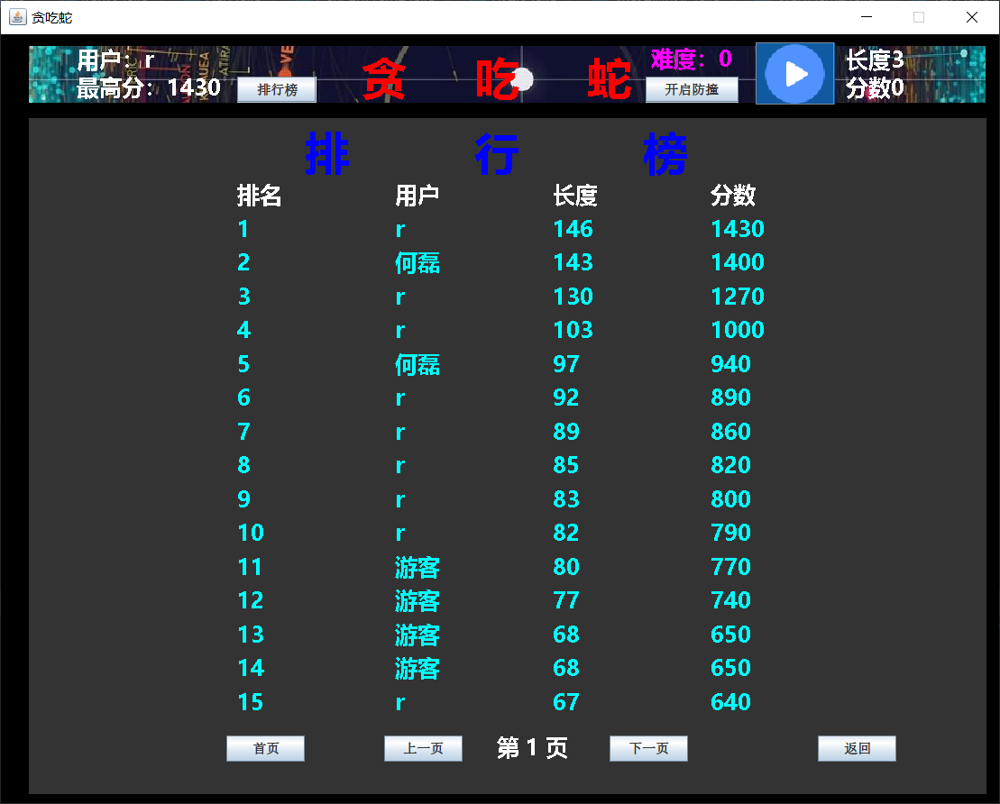 贪吃蛇
用户：r
最高分：1430
排行榜
贪 吃 蛇
难度：0
开启防撞
长度3
分数0
排 行 榜
排名 用户 长度 分数
1 r 146 1430
2 何磊 143 1400
3 r 130 1270
4 r 103 1000
5 何磊 97 940
6 r 92 890
7 r 89 860
8 r 85 820
9 r 83 800
10 r 82 790
11 游客 80 770
12 游客 77 740
13 游客 68 650
14 游客 68 650
15 r 67 640
首页 上一页 第 1 页 下一页 返回